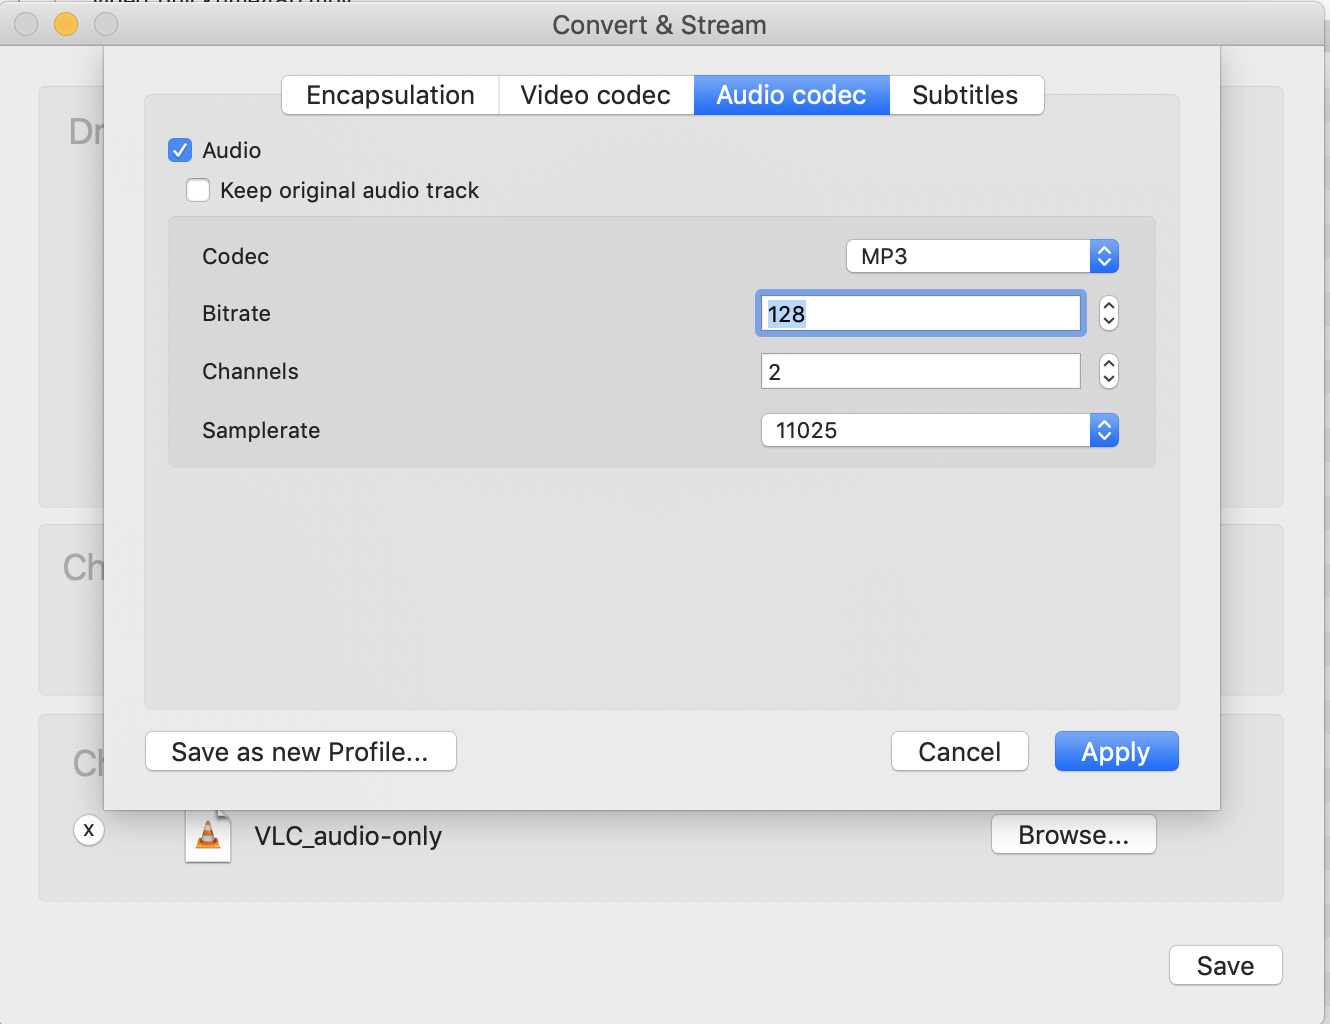 Convert & Stream
Encapsulation Video codec Audio codec Subtitles
Dr
Audio
Keep original audio track
Codec MP3
Bitrate 128
Channels 2
Samplerate 11025
Ch
Save as new Profile... Cancel Apply
X VLC_audio-only Browse...
Save